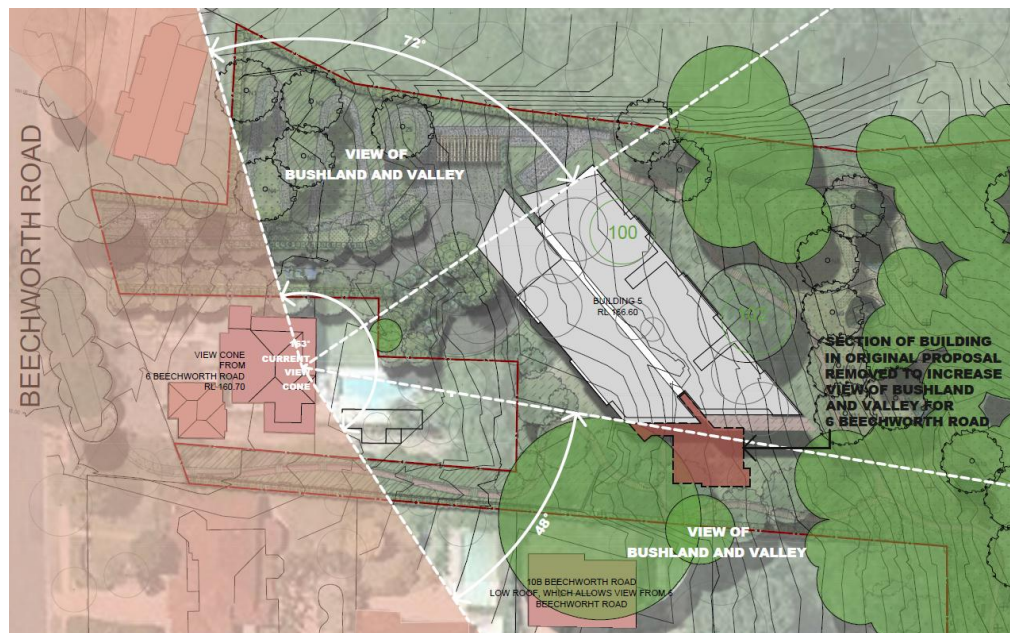 72°
VIEW OF
BUSHLAND AND VALLEY
BEECHWORTH ROAD
100
BUILDING 5
RL 166.60
VIEW CONE
FROM
6 BEECHWORTH ROAD
RL 160.70
CURRENT
VIEW
CONE
SECTION OF BUILDING
IN ORIGINAL PROPOSAL
REMOVED TO INCREASE
VIEW OF BUSHLAND
AND VALLEY FOR
6 BEECHWORTH ROAD
48°
VIEW OF
BUSHLAND AND VALLEY
10B BEECHWORTH ROAD
LOW ROOF, WHICH ALLOWS VIEW FROM 6
BEECHWORHT ROAD